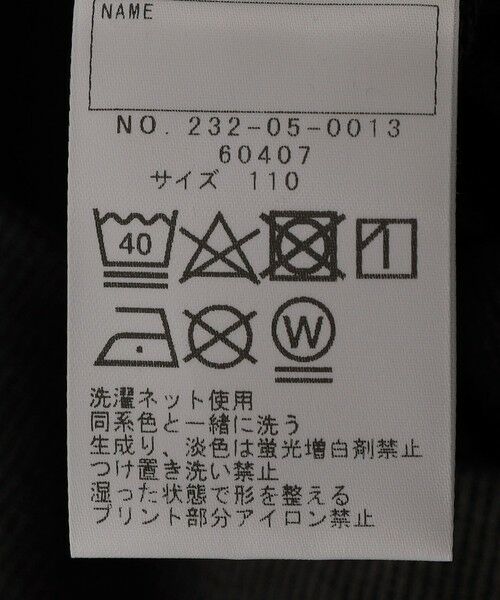 NAME
NO. 232-05-0013
60407
サイズ 110
40
W
洗濯ネット使用
同系色と一緒に洗う
生成り、淡色は蛍光増白剤禁止
つけ置き洗い禁止
湿った状態で形を整える
プリント部分アイロン禁止